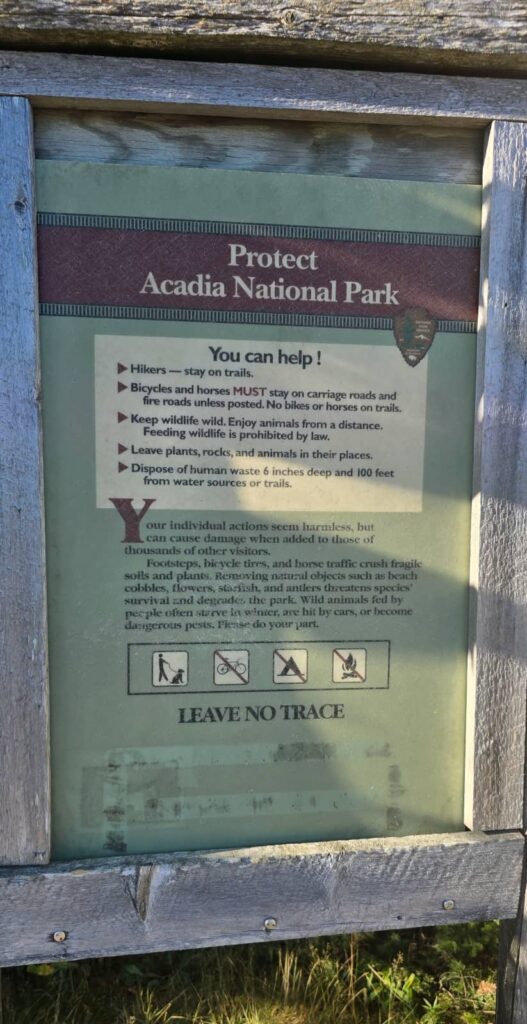 Protect
Acadia National Park
You can help !
Hikers — stay on trails.
Bicycles and horses MUST stay on carriage roads and
fire roads unless posted. No bikes or horses on trails.
Keep wildlife wild. Enjoy animals from a distance.
Feeding wildlife is prohibited by law.
Leave plants, rocks, and animals in their places.
Dispose of human waste 6 inches deep and 100 feet
from water sources or trails.
Your individual actions seem harmless, but
can cause damage when added to those of
thousands of other visitors.
Footsteps, bicycle tires, and horse traffic crush fragile
soils and plants. Removing natural objects such as beach
cobbles, flowers, starfish, and antlers threatens species'
survival and degrades the park. Wild animals fed by
people often starve in winter, are hit by cars, or become
dangerous pests. Please do your part.
LEAVE NO TRACE